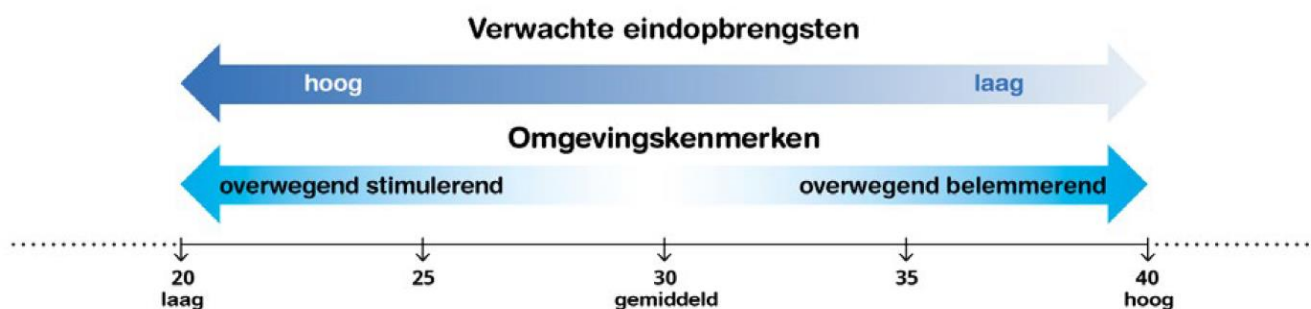 Verwachte eindopbrengsten
hoog laag
Omgevingskenmerken
overwegend stimulerend overwegend belemmerend
20 25 30 35 40
laag gemiddeld hoog